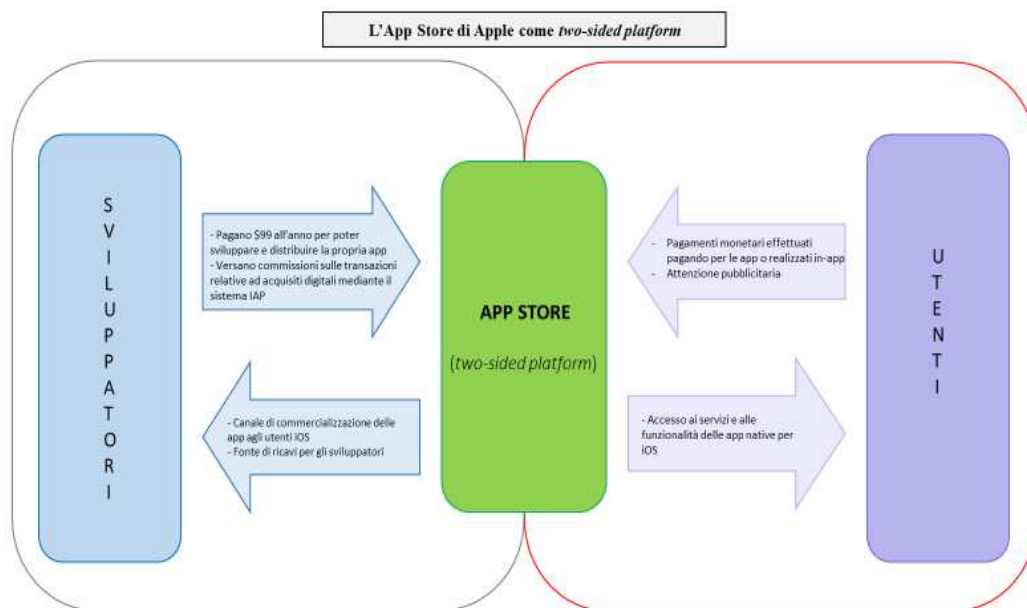 L'App Store di Apple come two-sided platform
SVILUPPATORI
- Pagano $99 all'anno per poter
sviluppare e distribuire la propria app
- Versano commissioni sulle transazioni
relative ad acquisiti digitali mediante il
sistema IAP
- Canale di commercializzazione delle
app agli utenti iOS
- Fonte di ricavi per gli sviluppatori
APP STORE
(two-sided platform)
- Pagamenti monetari effettuati
pagando per le app o realizzati in-app
- Attenzione pubblicitaria
- Accesso ai servizi e alle
funzionalità delle app native per
iOS
UTENTI